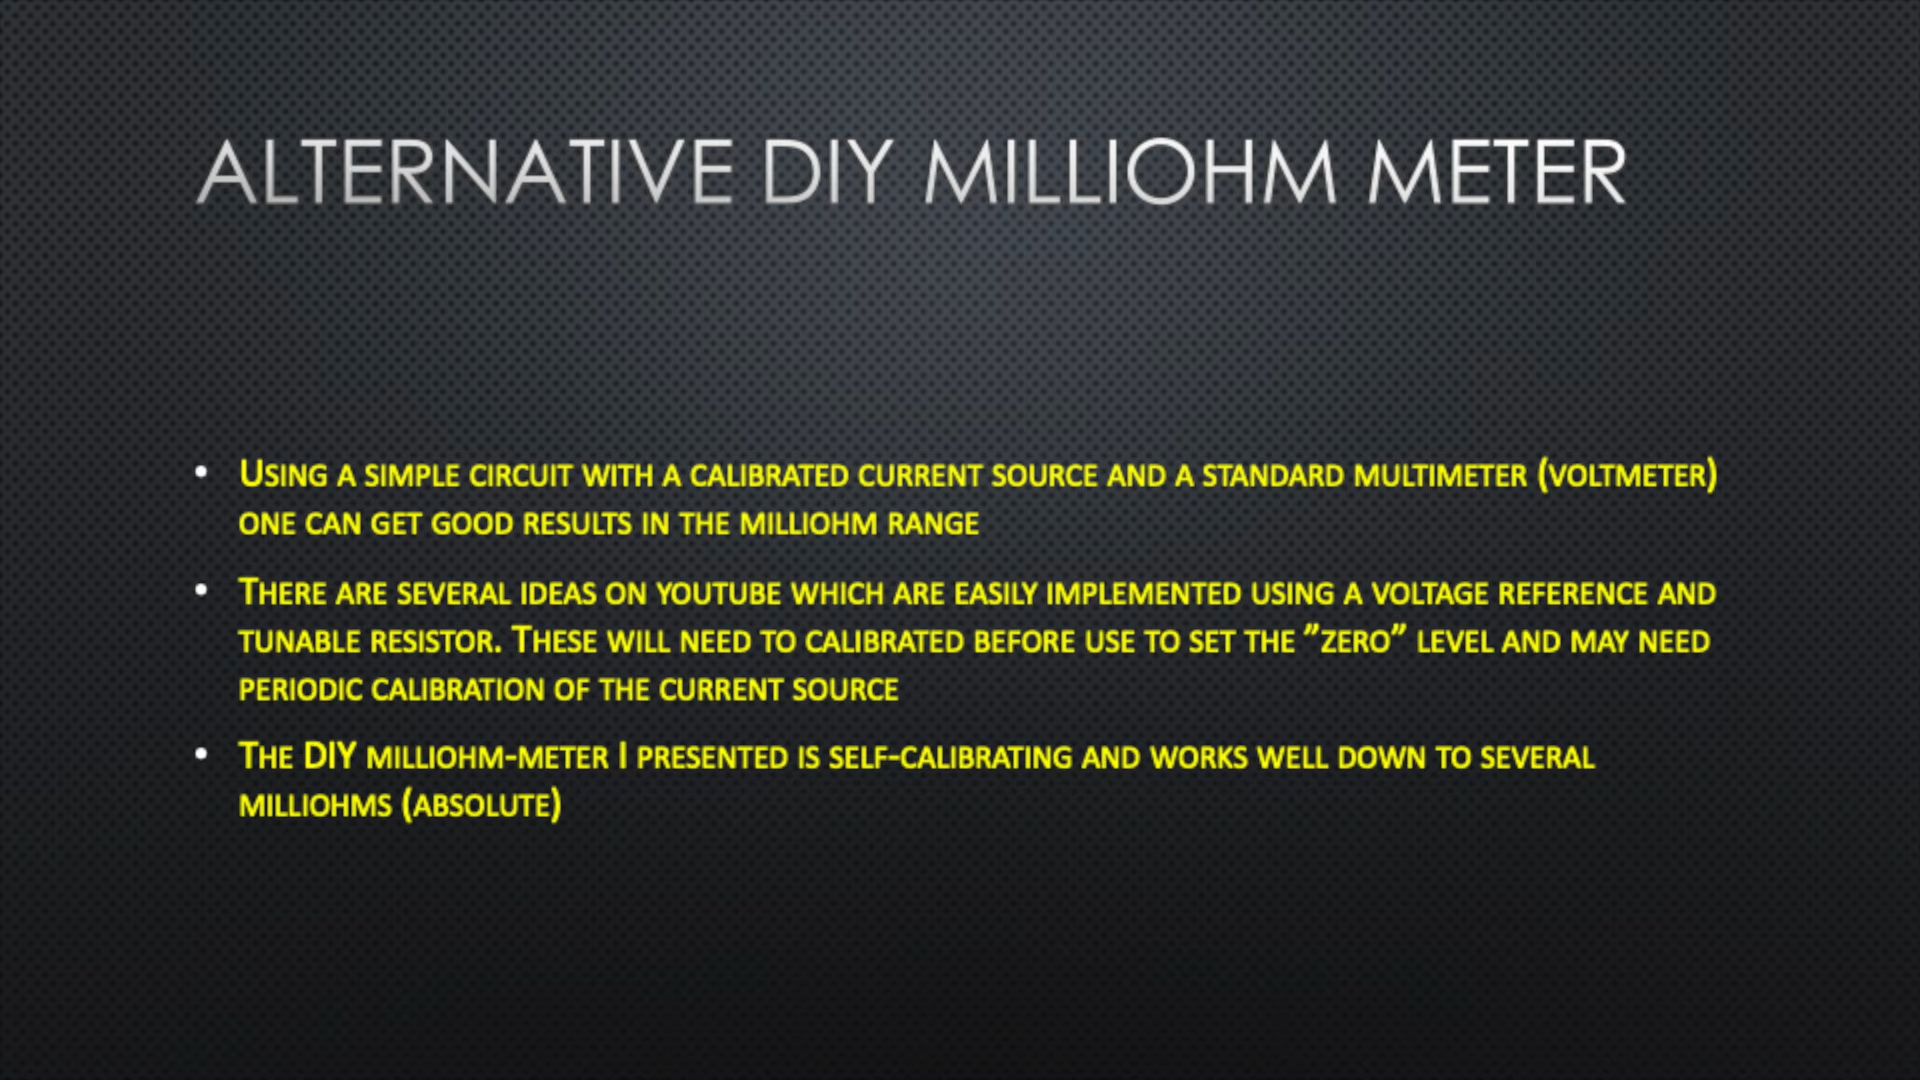 ALTERNATIVE DIY MILLIOHM METER
• USING A SIMPLE CIRCUIT WITH A CALIBRATED CURRENT SOURCE AND A STANDARD MULTIMETER (VOLTMETER)
ONE CAN GET GOOD RESULTS IN THE MILLIOHM RANGE
• THERE ARE SEVERAL IDEAS ON YOUTUBE WHICH ARE EASILY IMPLEMENTED USING A VOLTAGE REFERENCE AND
TUNABLE RESISTOR. THESE WILL NEED TO CALIBRATED BEFORE USE TO SET THE ”ZERO” LEVEL AND MAY NEED
PERIODIC CALIBRATION OF THE CURRENT SOURCE
• THE DIY MILLIOHM-METER I PRESENTED IS SELF-CALIBRATING AND WORKS WELL DOWN TO SEVERAL
MILLIOHMS (ABSOLUTE)